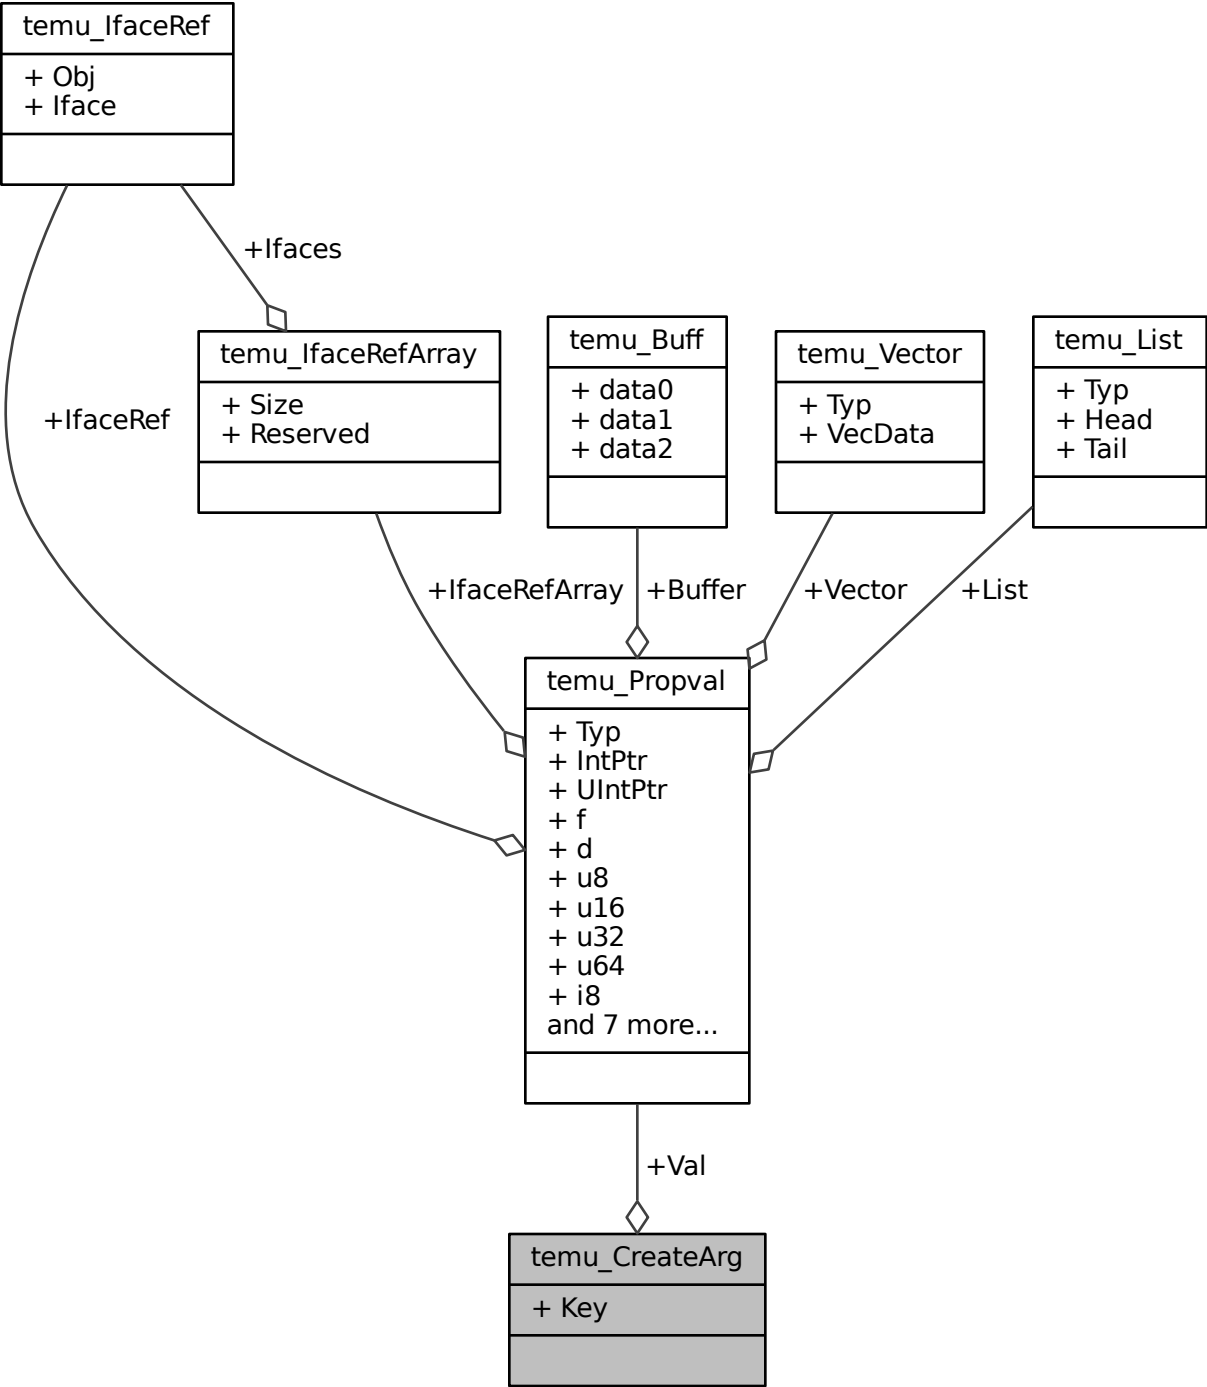 temu_IfaceRef
+ Obj
+ Iface
+Ifaces
temu_IfaceRefArray
+ Size
+ Reserved
temu_Buff
+ data0
+ data1
+ data2
temu_Vector
+ Typ
+ VecData
temu_List
+ Typ
+ Head
+ Tail
+IfaceRef
+IfaceRefArray
+Buffer
+Vector
+List
temu_Propval
+ Typ
+ IntPtr
+ UIntPtr
+ f
+ d
+ u8
+ u16
+ u32
+ u64
+ i8
and 7 more...
+Val
temu_CreateArg
+ Key